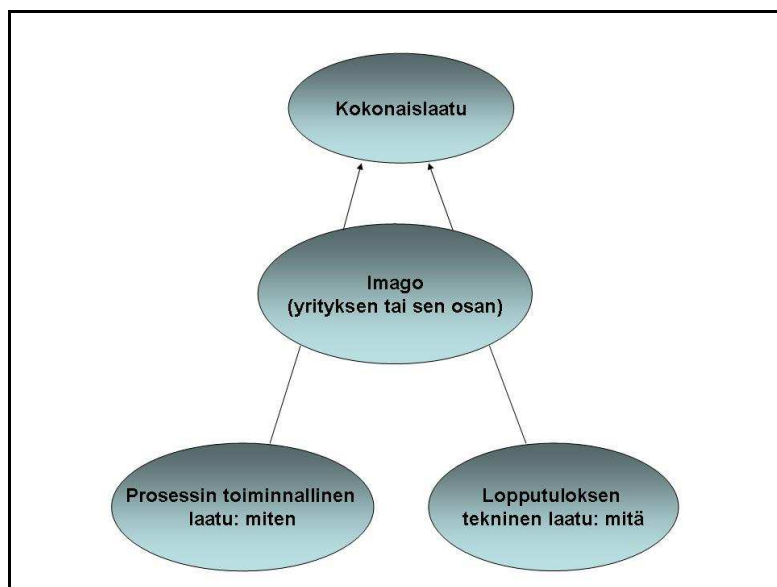 Kokonaislaatu
Imago
(yrityksen tai sen osan)
Prosessin toiminnallinen
laatu: miten
Lopputuloksen
tekninen laatu: mitä